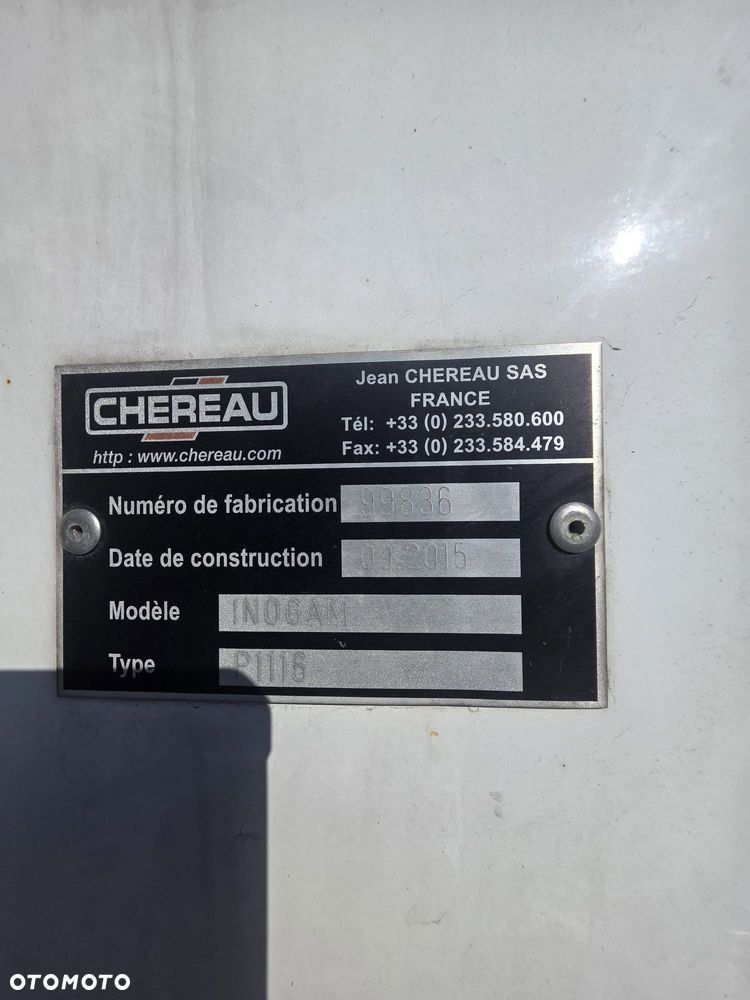 CHEREAU
http : www.chereau.com
Jean CHEREAU SAS
FRANCE
Tél: +33 (0) 233.580.600
Fax: +33 (0) 233.584.479
Numéro de fabrication 99836
Date de construction 09.2015
Modèle INOGAM
Type P1116
OTOMOTO